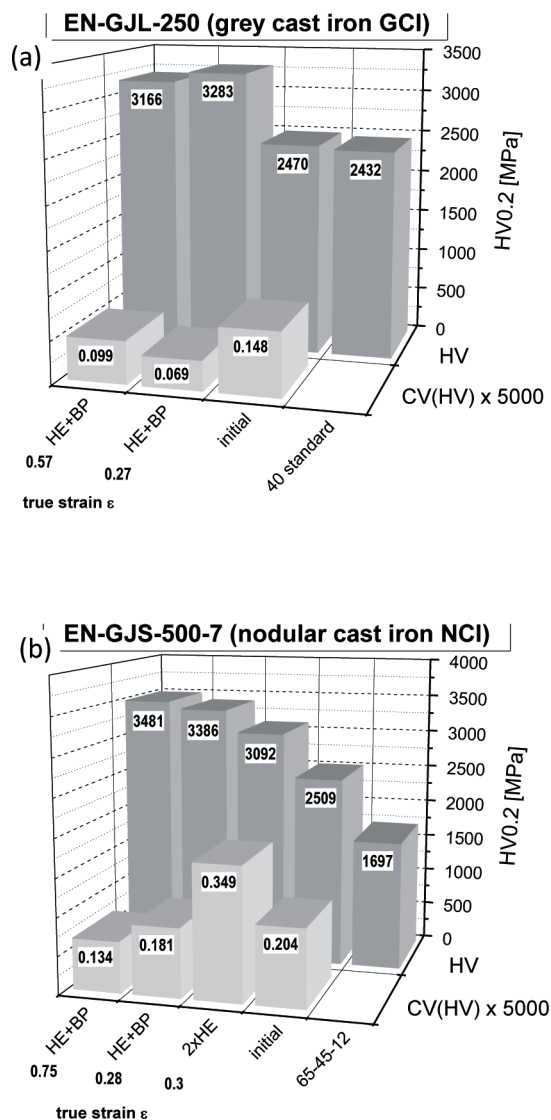 EN-GJL-250 (grey cast iron GCI)
(a)
3500
3000
2500
2000
1500
1000
500
0
HV0.2 [MPa]
3166
3283
2470
2432
0.099
0.069
0.148
HV
CV(HV) x 5000
HE+BP
HE+BP
initial
40 standard
0.57
0.27
true strain ε
EN-GJS-500-7 (nodular cast iron NCI)
(b)
4000
3500
3000
2500
2000
1500
1000
500
0
HV0.2 [MPa]
3481
3386
3092
2509
1697
0.134
0.181
0.349
0.204
HV
CV(HV) x 5000
HE+BP
HE+BP
2xHE
initial
65-45-12
0.75
0.28
0.3
true strain ε